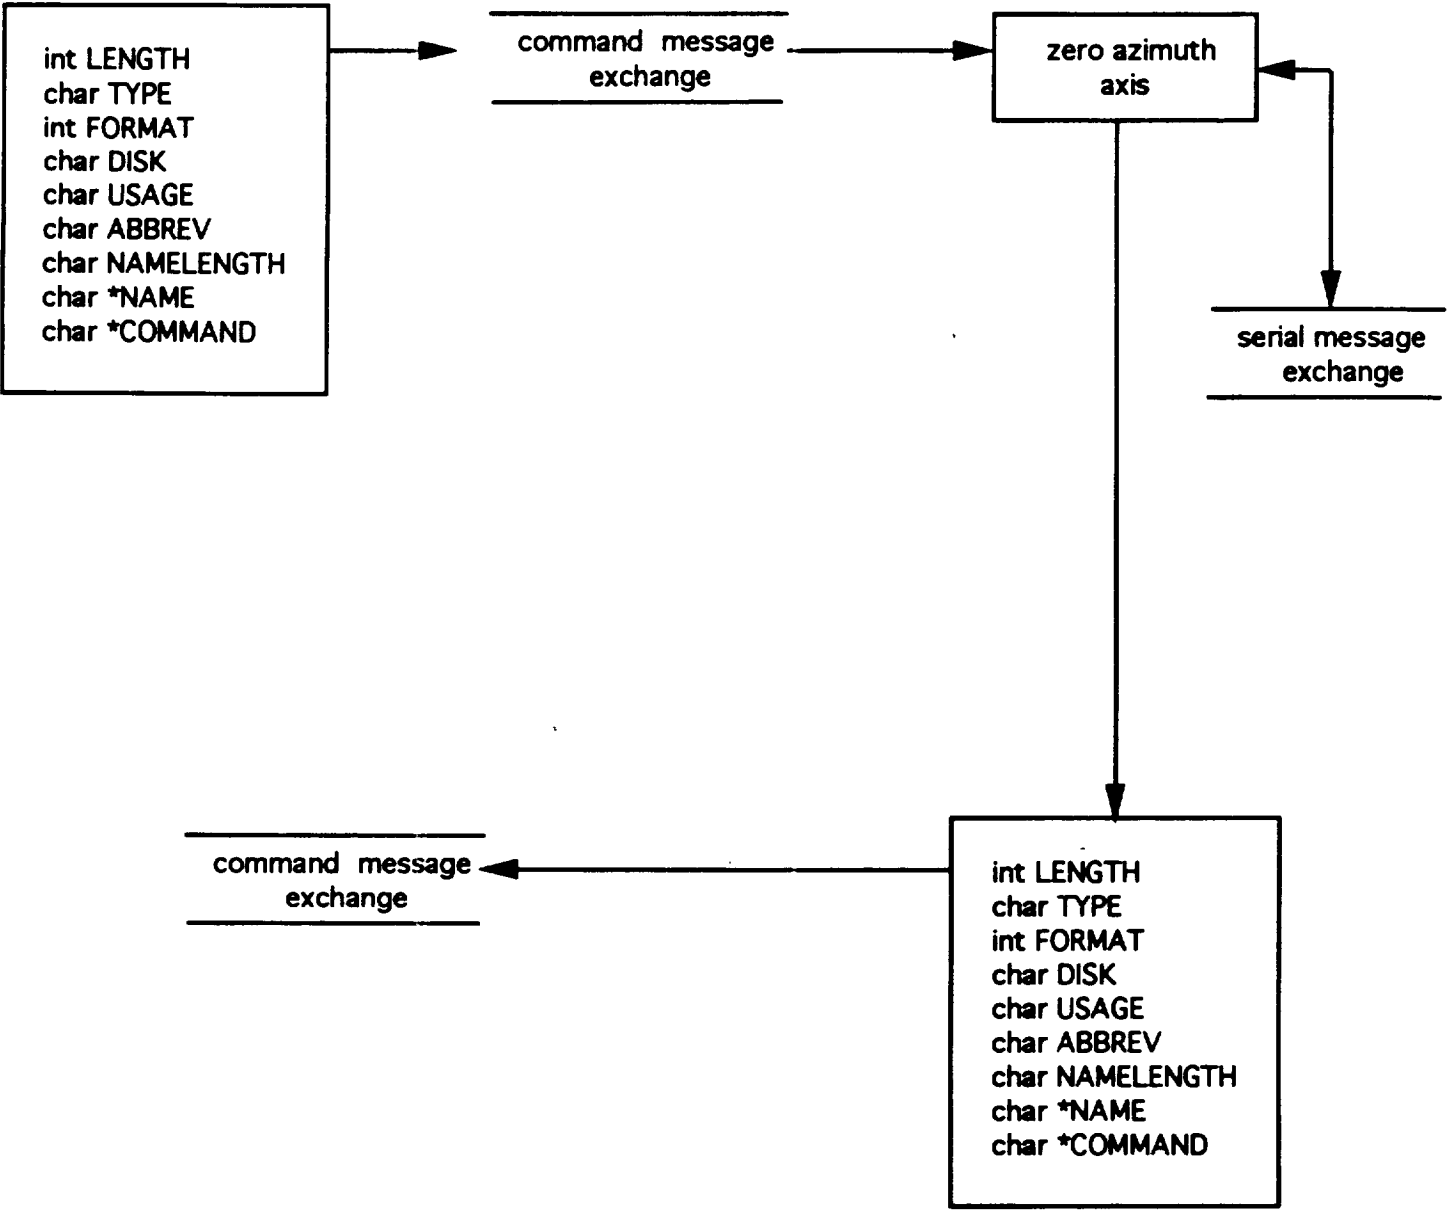 int LENGTH
char TYPE
int FORMAT
char DISK
char USAGE
char ABBREV
char NAMELENGTH
char *NAME
char *COMMAND
command message
exchange
zero azimuth
axis
serial message
exchange
command message
exchange
int LENGTH
char TYPE
int FORMAT
char DISK
char USAGE
char ABBREV
char NAMELENGTH
char *NAME
char *COMMAND